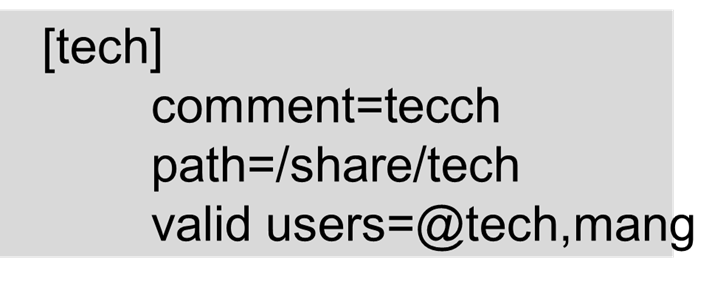 [tech]
comment=tecch
path=/share/tech
valid users=@tech,mang